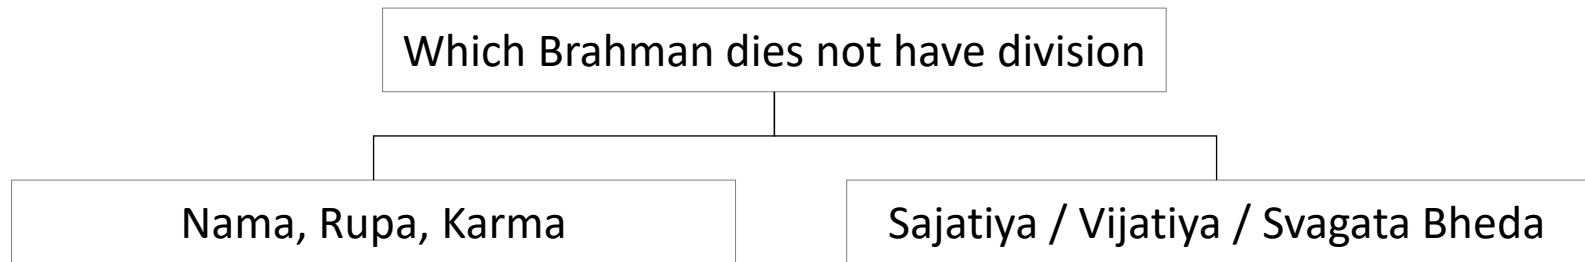 Which Brahman dies not have division
Nama, Rupa, Karma
Sajatiya / Vijatiya / Svagata Bheda